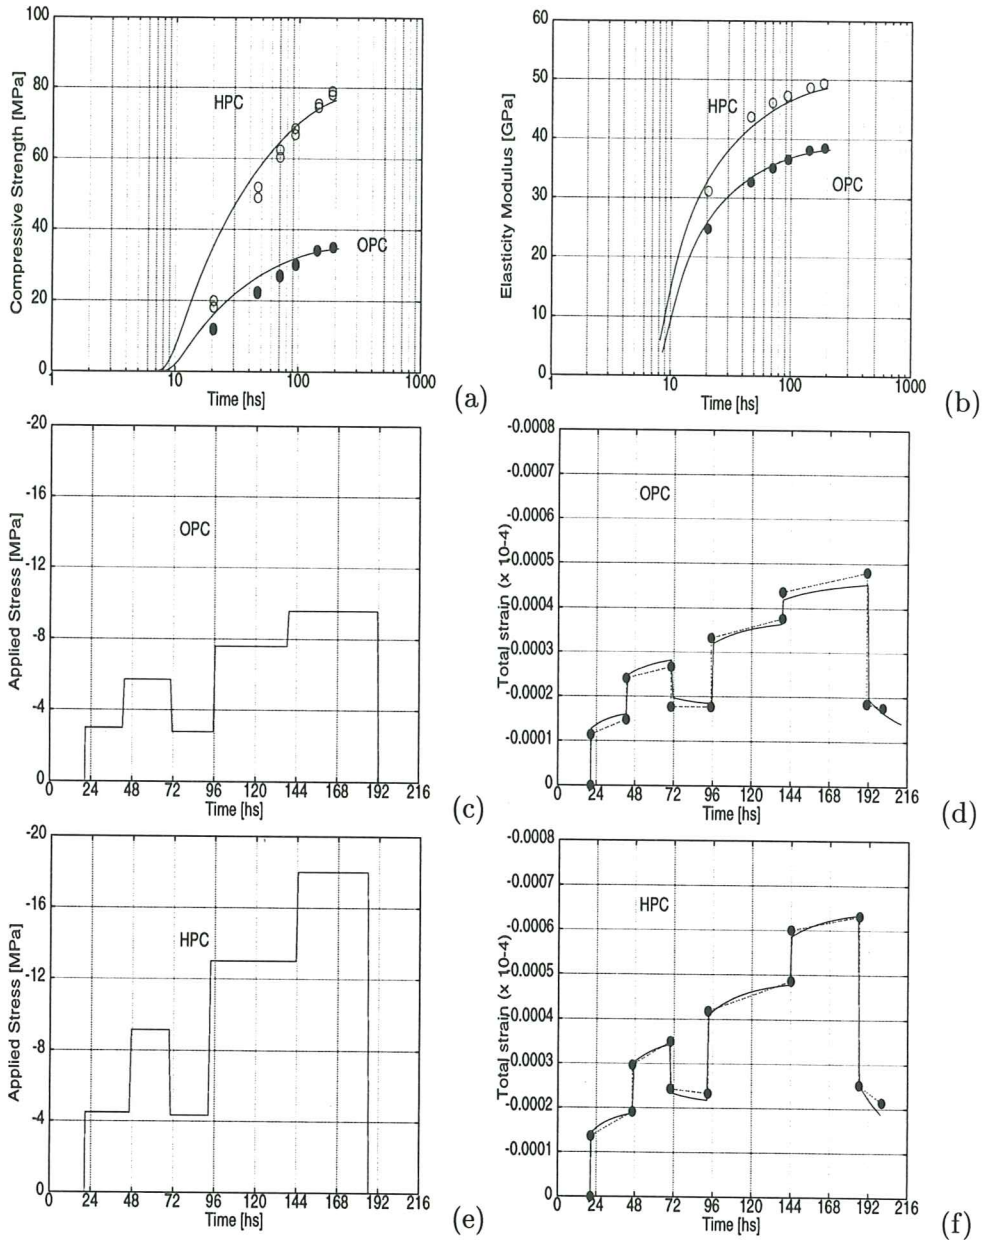 Compressive Strength [MPa]
100
80
60
40
20
0
HPC
OPC
1 10 100 1000
Time [hs]
(a)
Elasticity Modulus [GPa]
60
50
40
30
20
10
0
HPC
OPC
1 10 100 1000
Time [hs]
(b)
Applied Stress [MPa]
-20
-16
-12
-8
-4
0
OPC
0 24 48 72 96 120 144 168 192 216
Time [hs]
(c)
Total strain (x 10-4)
-0.0008
-0.0007
-0.0006
-0.0005
-0.0004
-0.0003
-0.0002
-0.0001
0
OPC
0 24 48 72 96 120 144 168 192 216
Time [hs]
(d)
Applied Stress [MPa]
-20
-16
-12
-8
-4
0
HPC
0 24 48 72 96 120 144 168 192 216
Time [hs]
(e)
Total strain (x 10-4)
-0.0008
-0.0007
-0.0006
-0.0005
-0.0004
-0.0003
-0.0002
-0.0001
0
HPC
0 24 48 72 96 120 144 168 192 216
Time [hs]
(f)